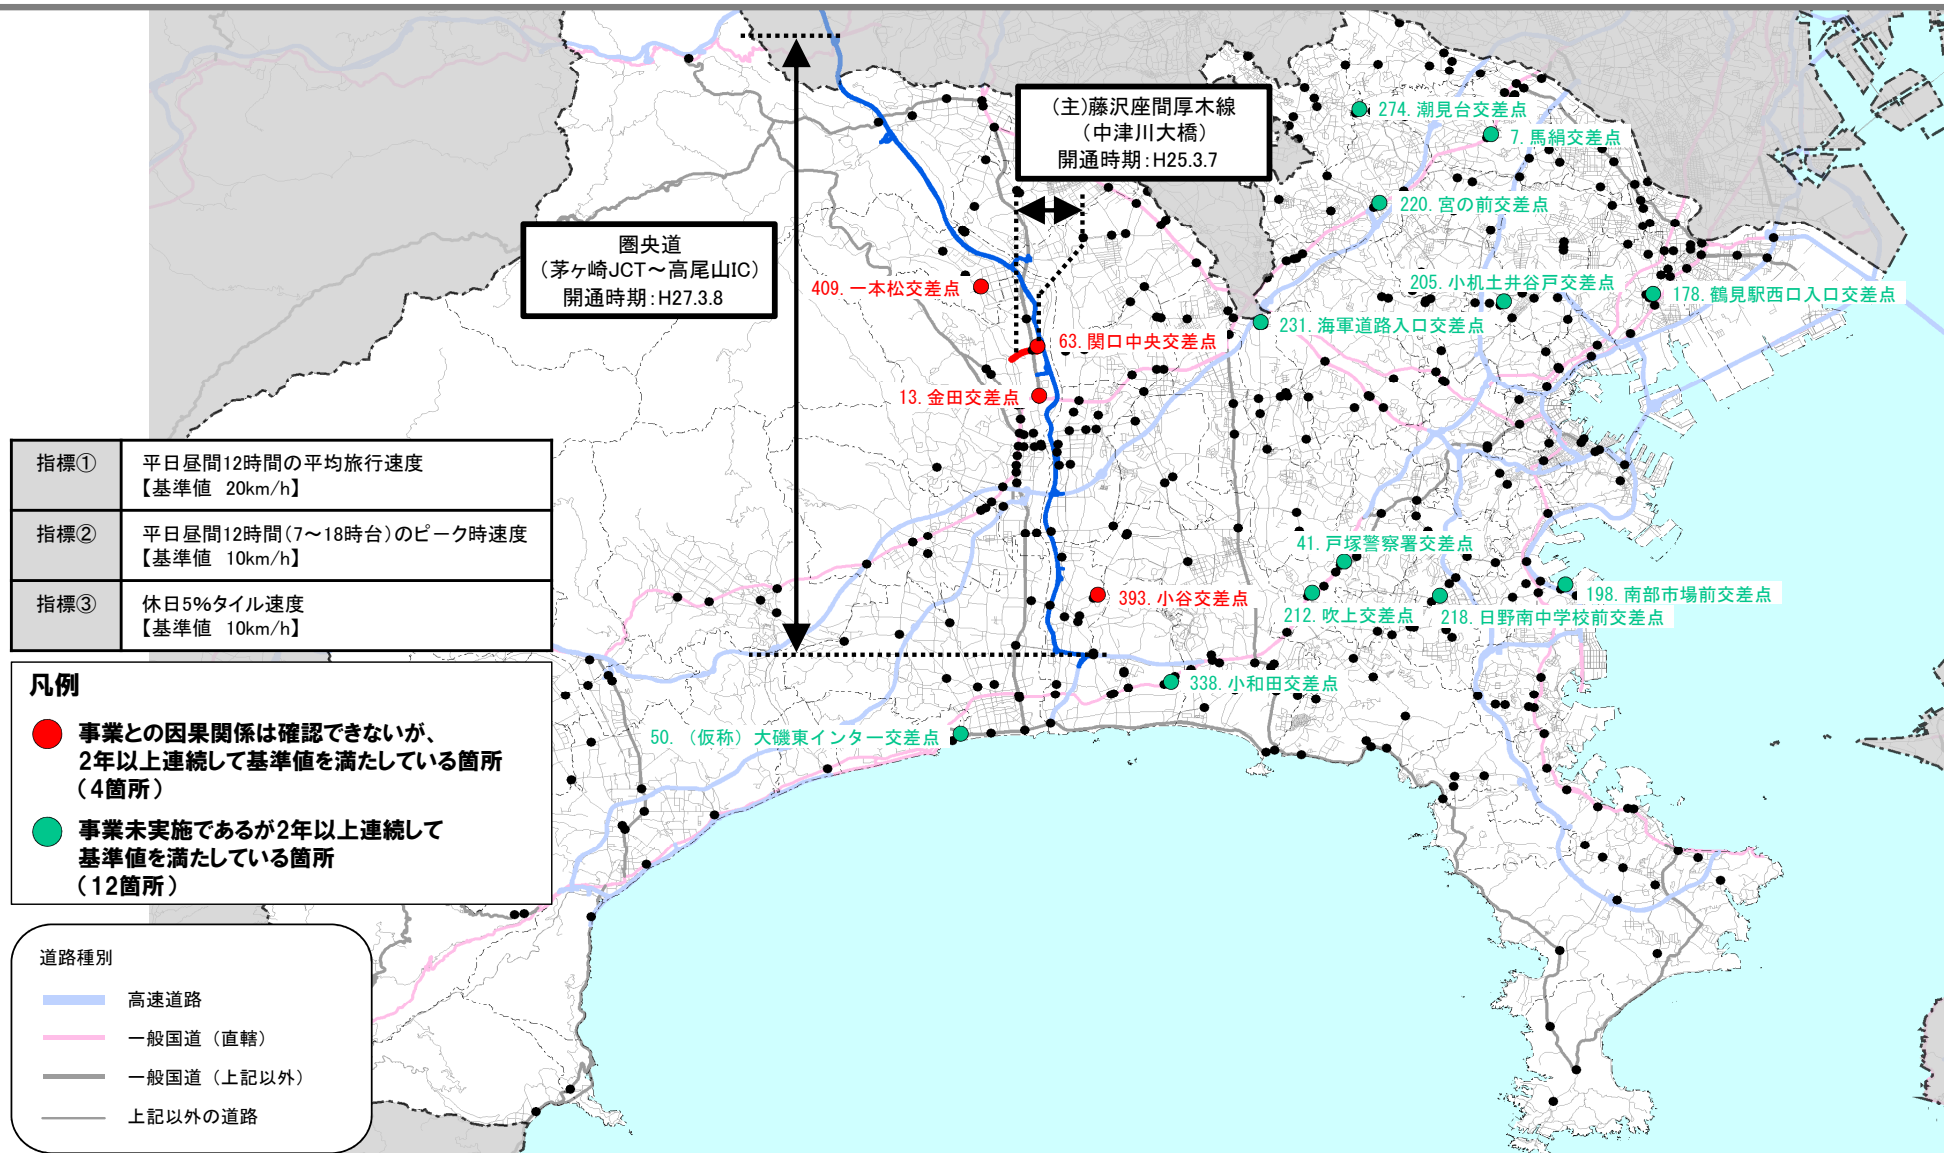 (主)藤沢座間厚木線
(中津川大橋)
開通時期:H25.3.7
圏央道
(茅ヶ崎JCT～高尾山IC)
開通時期:H27.3.8
274. 潮見台交差点
7. 馬絹交差点
220. 宮の前交差点
205. 小机土井谷戸交差点
178. 鶴見駅西口入口交差点
231. 海軍道路入口交差点
409. 一本松交差点
63. 関口中央交差点
13. 金田交差点
41. 戸塚警察署交差点
393. 小谷交差点
212. 吹上交差点
218. 日野南中学校前交差点
198. 南部市場前交差点
338. 小和田交差点
50. (仮称) 大磯東インター交差点
指標① 平日昼間12時間の平均旅行速度
【基準値 20km/h】
指標② 平日昼間12時間(7～18時台)のピーク時速度
【基準値 10km/h】
指標③ 休日5%タイル速度
【基準値 10km/h】
凡例
事業との因果関係は確認できないが、
2年以上連続して基準値を満たしている箇所
(4箇所)
事業未実施であるが2年以上連続して
基準値を満たしている箇所
(12箇所)
道路種別
高速道路
一般国道 (直轄)
一般国道 (上記以外)
上記以外の道路